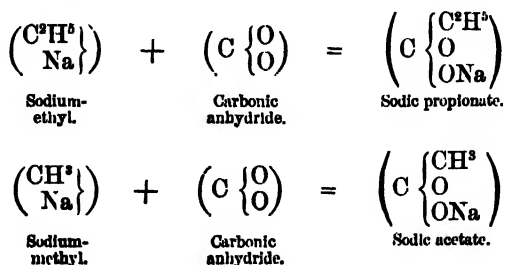 (C²H⁵ Na}) + (C {O O) = (C {C²H⁵ O ONa)
Sodium-ethyl. Carbonic anhydride. Sodic propionate.
(CH³ Na}) + (C {O O) = (C {CH³ O ONa)
Sodium-methyl. Carbonic anhydride. Sodic acetate.